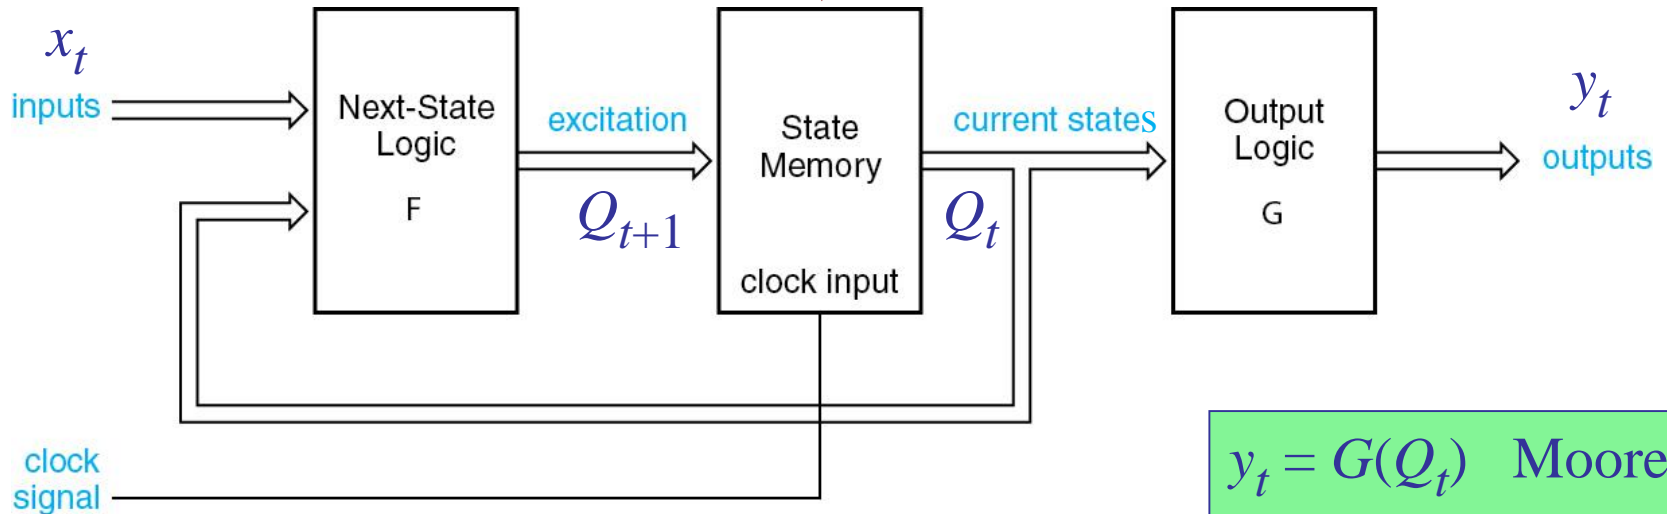 x_t
inputs
Next-State
Logic
F
excitation
Q_{t+1}
State
Memory
clock input
current states
Q_t
Output
Logic
G
y_t
outputs
clock
signal
y_t = G(Q_t) Moore